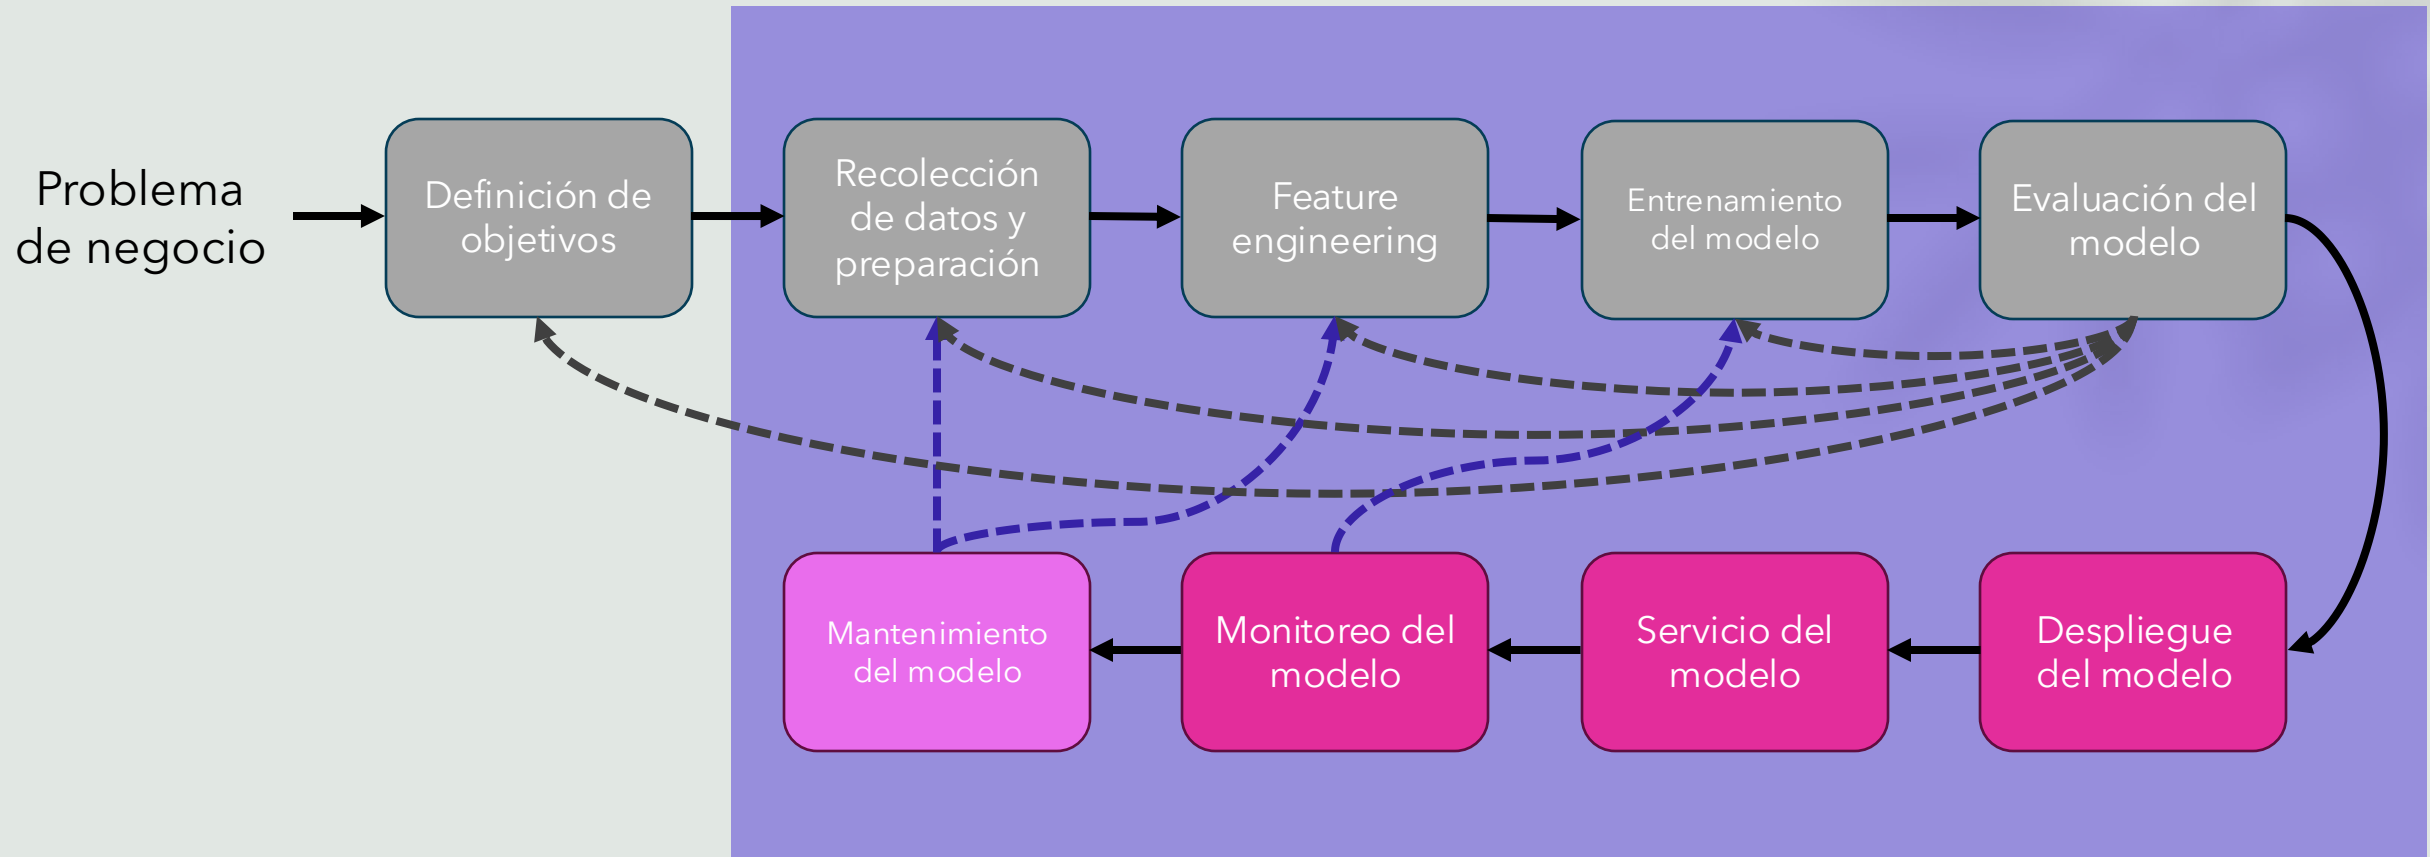 Problema
de negocio
Definición de
objetivos
Recolección
de datos y
preparación
Feature
engineering
Entrenamiento
del modelo
Evaluación del
modelo
Mantenimiento
del modelo
Monitoreo del
modelo
Servicio del
modelo
Despliegue
del modelo